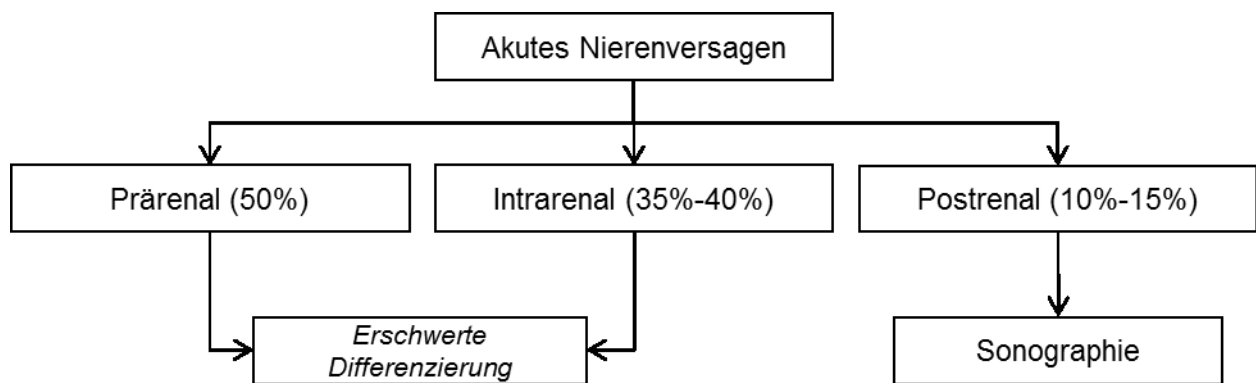 Akutes Nierenversagen
Prärenal (50%)
Intrarenal (35%-40%)
Postrenal (10%-15%)
Erschwerte
Differenzierung
Sonographie